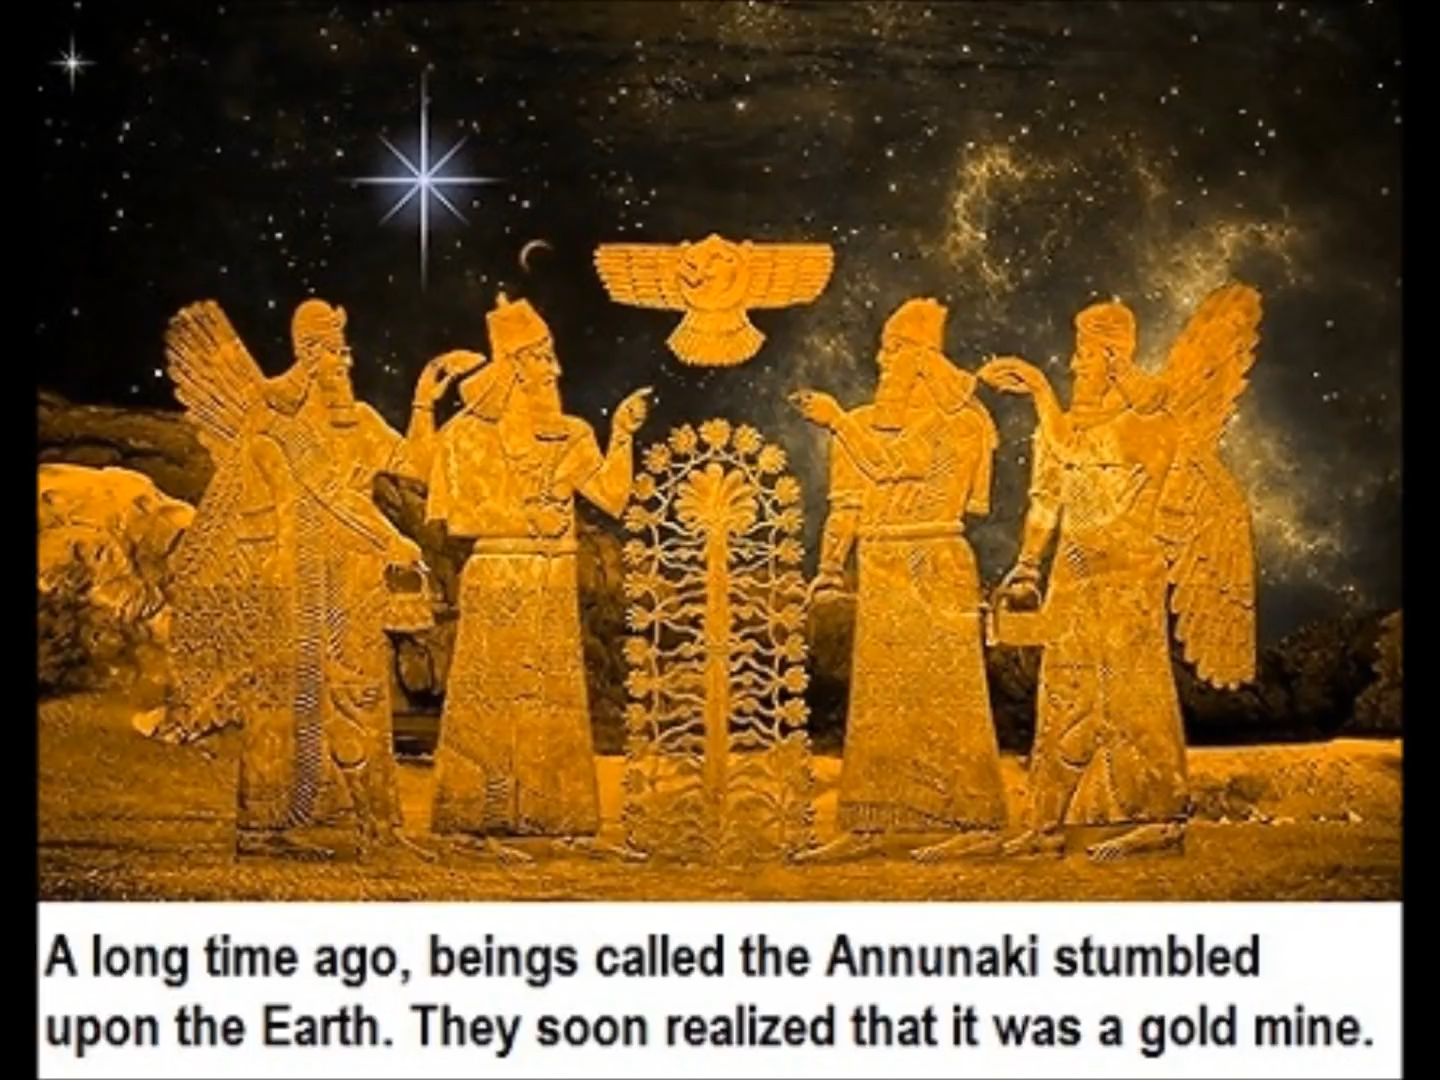 A long time ago, beings called the Annunaki stumbled
upon the Earth. They soon realized that it was a gold mine.